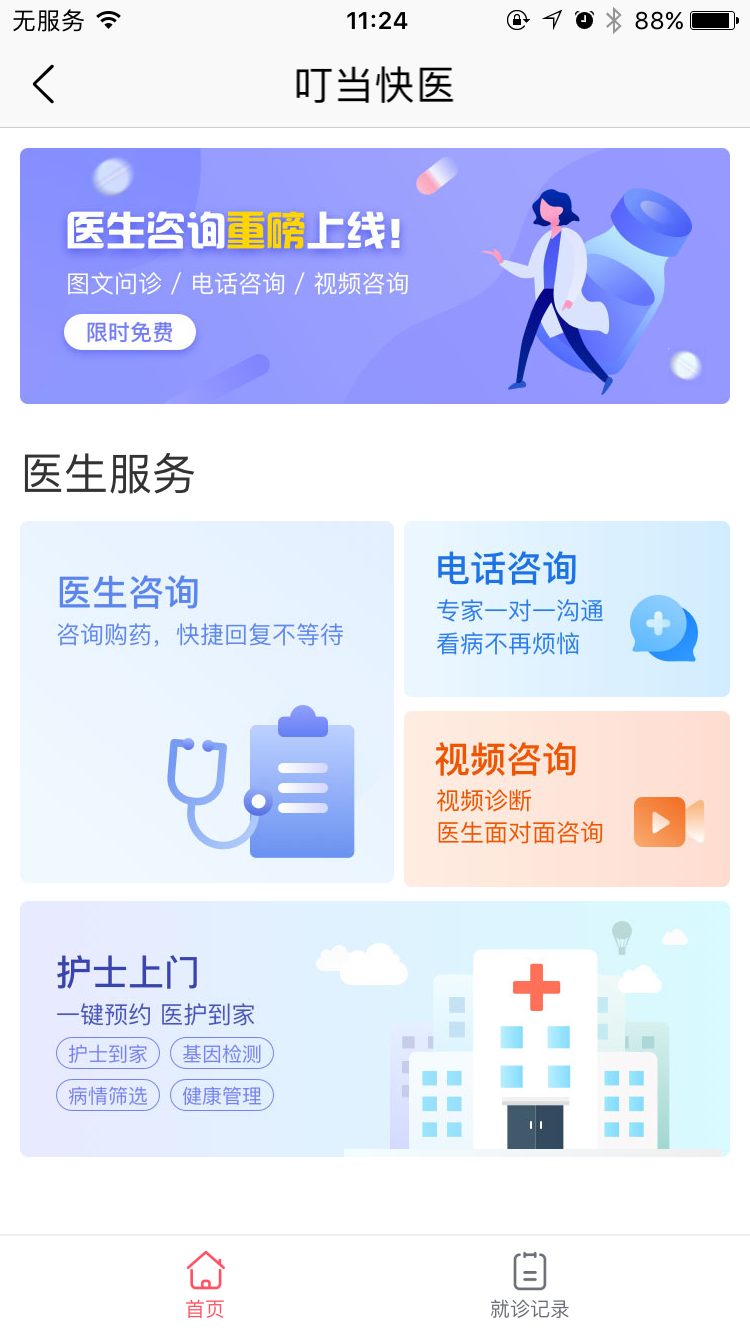 无服务 11:24 88%
叮当快医
医生咨询重磅上线!
图文问诊 / 电话咨询 / 视频咨询
限时免费
医生服务
医生咨询
咨询购药，快捷回复不等待
电话咨询
专家一对一沟通
看病不再烦恼
视频咨询
视频诊断
医生面对面咨询
护士上门
一键预约 医护到家
护士到家 基因检测
病情筛选 健康管理
首页 就诊记录